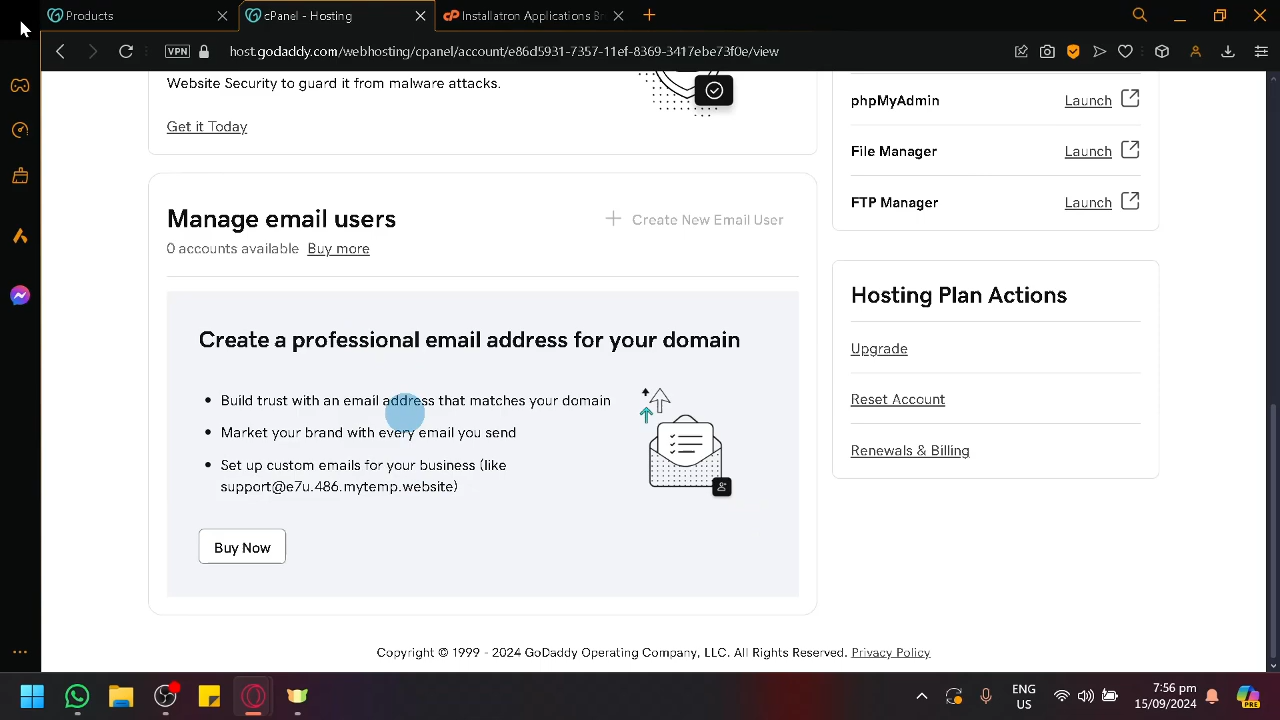 Products
cPanel - Hosting
Installatron Applications Br
VPN
host.godaddy.com/webhosting/cpanel/account/e86d5931-7357-11ef-8369-3417ebe73f0e/view
Website Security to guard it from malware attacks.
Get it Today
phpMyAdmin Launch
File Manager Launch
FTP Manager Launch
Manage email users
Create New Email User
0 accounts available Buy more
Create a professional email address for your domain
Build trust with an email address that matches your domain
Market your brand with every email you send
Set up custom emails for your business (like
support@e7u.486.mytemp.website)
Buy Now
Hosting Plan Actions
Upgrade
Reset Account
Renewals & Billing
Copyright © 1999 - 2024 GoDaddy Operating Company, LLC. All Rights Reserved. Privacy Policy
ENG
US
7:56 pm
15/09/2024
PRE